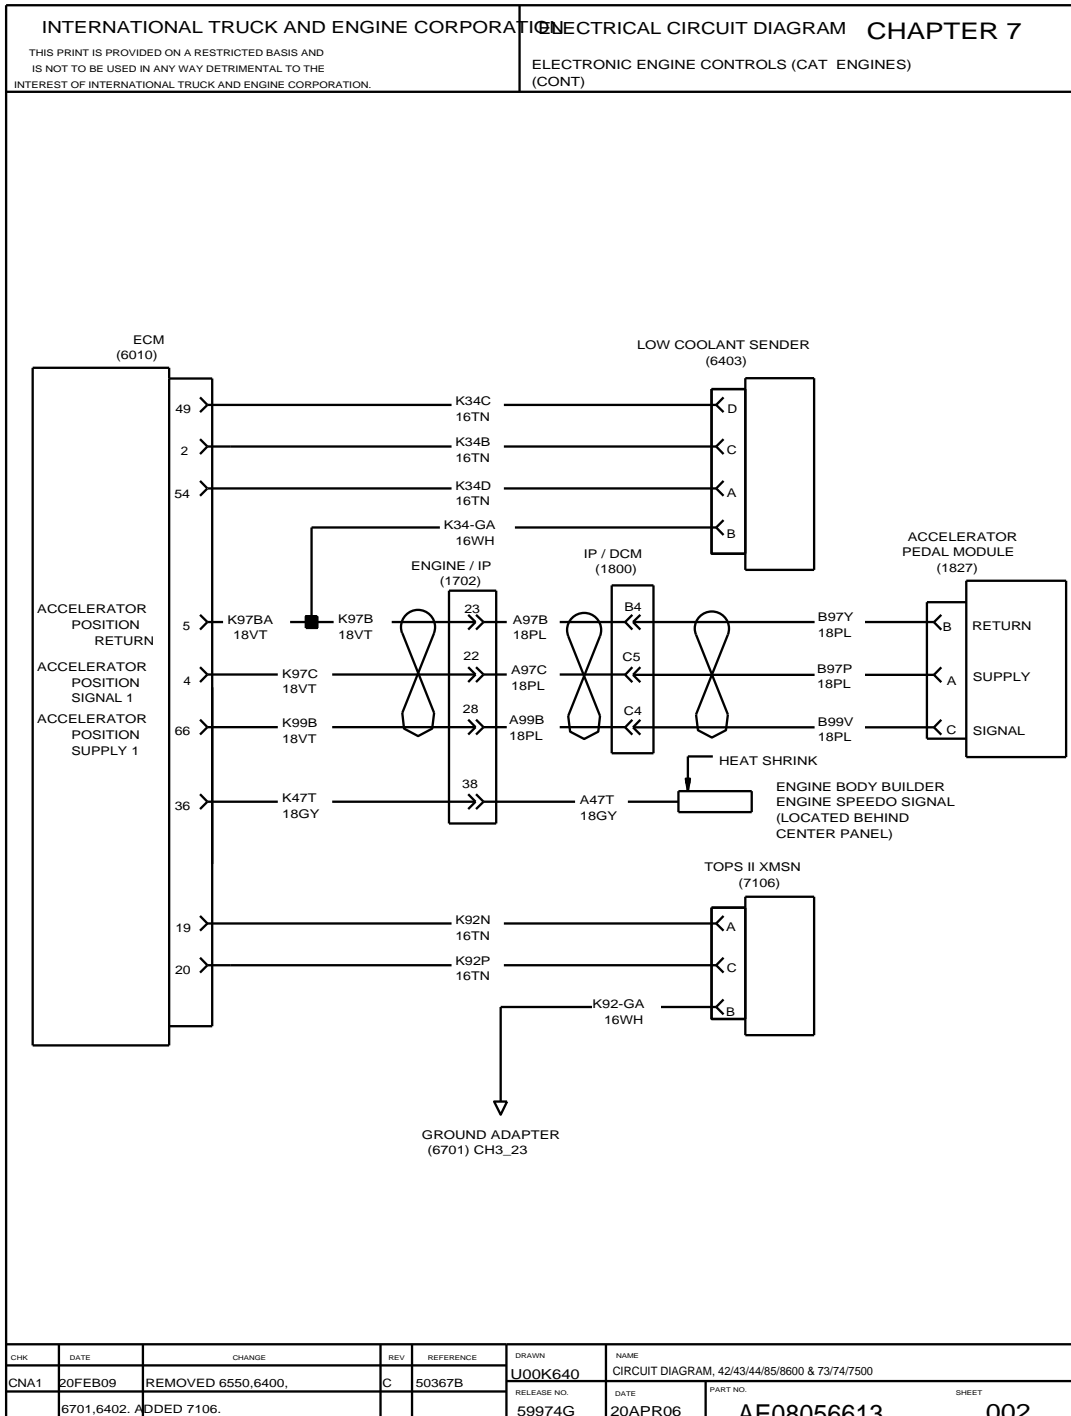 INTERNATIONAL TRUCK AND ENGINE CORPORATION
THIS PRINT IS PROVIDED ON A RESTRICTED BASIS AND
IS NOT TO BE USED IN ANY WAY DETRIMENTAL TO THE
INTEREST OF INTERNATIONAL TRUCK AND ENGINE CORPORATION.
ELECTRICAL CIRCUIT DIAGRAM CHAPTER 7
ELECTRONIC ENGINE CONTROLS (CAT ENGINES)
(CONT)
ECM
(6010)
LOW COOLANT SENDER
(6403)
49
K34C
16TN
D
2
K34B
16TN
C
54
K34D
16TN
A
K34-GA
16WH
B
ENGINE / IP
(1702)
IP / DCM
(1800)
ACCELERATOR
PEDAL MODULE
(1827)
ACCELERATOR
POSITION
RETURN
5
K97BA
18VT
K97B
18VT
23
A97B
18PL
B4
B97Y
18PL
B
RETURN
ACCELERATOR
POSITION
SIGNAL 1
4
K97C
18VT
22
A97C
18PL
C5
B97P
18PL
A
SUPPLY
ACCELERATOR
POSITION
SUPPLY 1
66
K99B
18VT
28
A99B
18PL
C4
B99V
18PL
C
SIGNAL
36
K47T
18GY
38
A47T
18GY
HEAT SHRINK
ENGINE BODY BUILDER
ENGINE SPEEDO SIGNAL
(LOCATED BEHIND
CENTER PANEL)
TOPS II XMSN
(7106)
19
K92N
16TN
A
20
K92P
16TN
C
K92-GA
16WH
B
GROUND ADAPTER
(6701) CH3_23
CHK DATE CHANGE REV REFERENCE
CNA1 20FEB09 REMOVED 6550,6400, C 50367B
6701,6402. ADDED 7106.
DRAWN
U00K640
NAME
CIRCUIT DIAGRAM, 42/43/44/85/8600 & 73/74/7500
RELEASE NO.
59974G
DATE
20APR06
PART NO.
AE08056613
SHEET
002